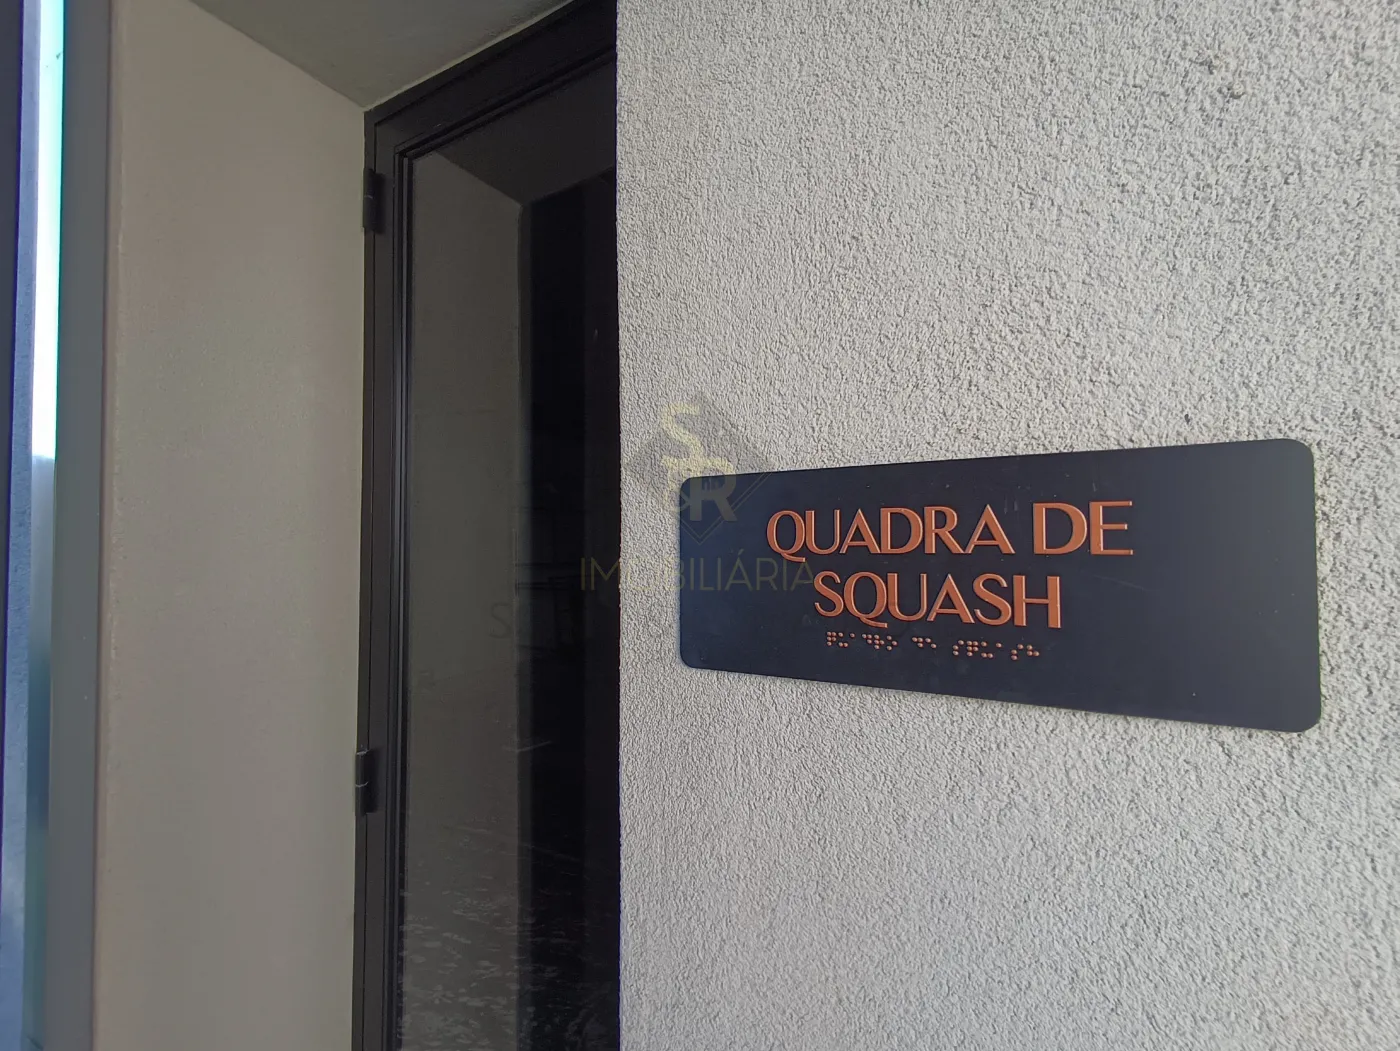 S
&R
IMOBILIÁRIA
QUADRA DE
SQUASH